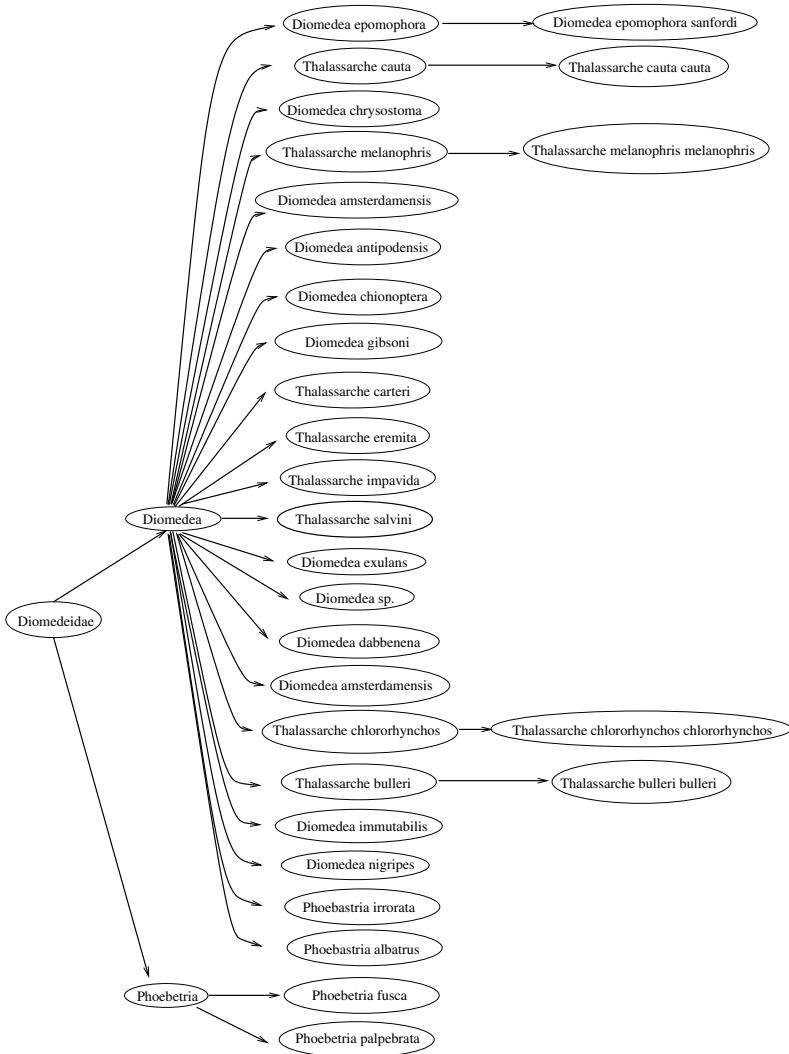 Diomedea epomophora
Diomedea epomophora sanfordi
Thalassarche cauta
Thalassarche cauta cauta
Diomedea chrysostoma
Thalassarche melanophris
Thalassarche melanophris melanophris
Diomedea amsterdamensis
Diomedea antipodensis
Diomedea chionoptera
Diomedea gibsoni
Thalassarche carteri
Thalassarche eremita
Thalassarche impavida
Diomedea
Thalassarche salvini
Diomedea exulans
Diomedea sp.
Diomedeidae
Diomedea dabbenena
Diomedea amsterdamensis
Thalassarche chlororhynchos
Thalassarche chlororhynchos chlororhynchos
Thalassarche bulleri
Thalassarche bulleri bulleri
Diomedea immutabilis
Diomedea nigripes
Phoebastria irrorata
Phoebastria albatrus
Phoebetria
Phoebetria fusca
Phoebetria palpebrata